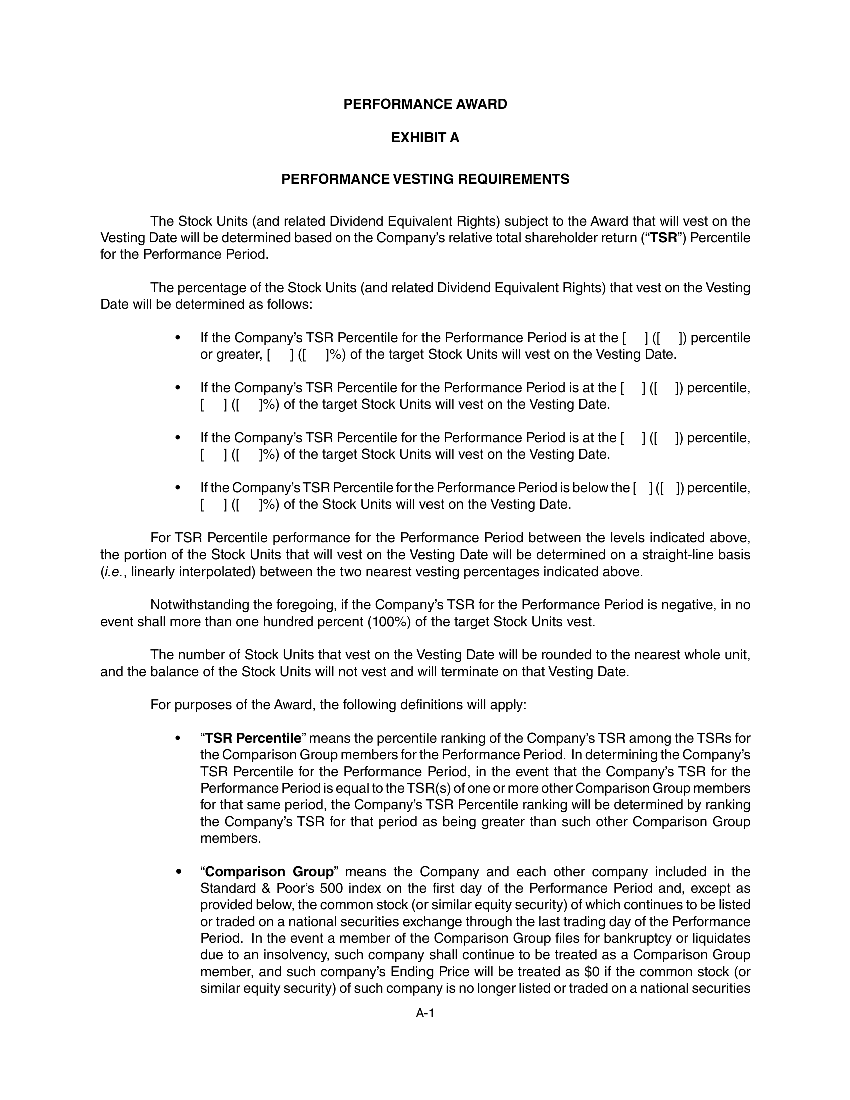 PERFORMANCE AWARD
EXHIBIT A
PERFORMANCE VESTING REQUIREMENTS
The Stock Units (and related Dividend Equivalent Rights) subject to the Award that will vest on the
Vesting Date will be determined based on the Company’s relative total shareholder return (“TSR”) Percentile
for the Performance Period.
The percentage of the Stock Units (and related Dividend Equivalent Rights) that vest on the Vesting
Date will be determined as follows:
• If the Company’s TSR Percentile for the Performance Period is at the [ ] ([ ]) percentile
or greater, [ ] ([ ]%) of the target Stock Units will vest on the Vesting Date.
• If the Company’s TSR Percentile for the Performance Period is at the [ ] ([ ]) percentile,
[ ] ([ ]%) of the target Stock Units will vest on the Vesting Date.
• If the Company’s TSR Percentile for the Performance Period is at the [ ] ([ ]) percentile,
[ ] ([ ]%) of the target Stock Units will vest on the Vesting Date.
• If the Company’s TSR Percentile for the Performance Period is below the [ ] ([ ]) percentile,
[ ] ([ ]%) of the Stock Units will vest on the Vesting Date.
For TSR Percentile performance for the Performance Period between the levels indicated above,
the portion of the Stock Units that will vest on the Vesting Date will be determined on a straight-line basis
(i.e., linearly interpolated) between the two nearest vesting percentages indicated above.
Notwithstanding the foregoing, if the Company’s TSR for the Performance Period is negative, in no
event shall more than one hundred percent (100%) of the target Stock Units vest.
The number of Stock Units that vest on the Vesting Date will be rounded to the nearest whole unit,
and the balance of the Stock Units will not vest and will terminate on that Vesting Date.
For purposes of the Award, the following definitions will apply:
• “TSR Percentile” means the percentile ranking of the Company’s TSR among the TSRs for
the Comparison Group members for the Performance Period. In determining the Company’s
TSR Percentile for the Performance Period, in the event that the Company’s TSR for the
Performance Period is equal to the TSR(s) of one or more other Comparison Group members
for that same period, the Company’s TSR Percentile ranking will be determined by ranking
the Company’s TSR for that period as being greater than such other Comparison Group
members.
• “Comparison Group” means the Company and each other company included in the
Standard & Poor’s 500 index on the first day of the Performance Period and, except as
provided below, the common stock (or similar equity security) of which continues to be listed
or traded on a national securities exchange through the last trading day of the Performance
Period. In the event a member of the Comparison Group files for bankruptcy or liquidates
due to an insolvency, such company shall continue to be treated as a Comparison Group
member, and such company’s Ending Price will be treated as $0 if the common stock (or
similar equity security) of such company is no longer listed or traded on a national securities
A-1